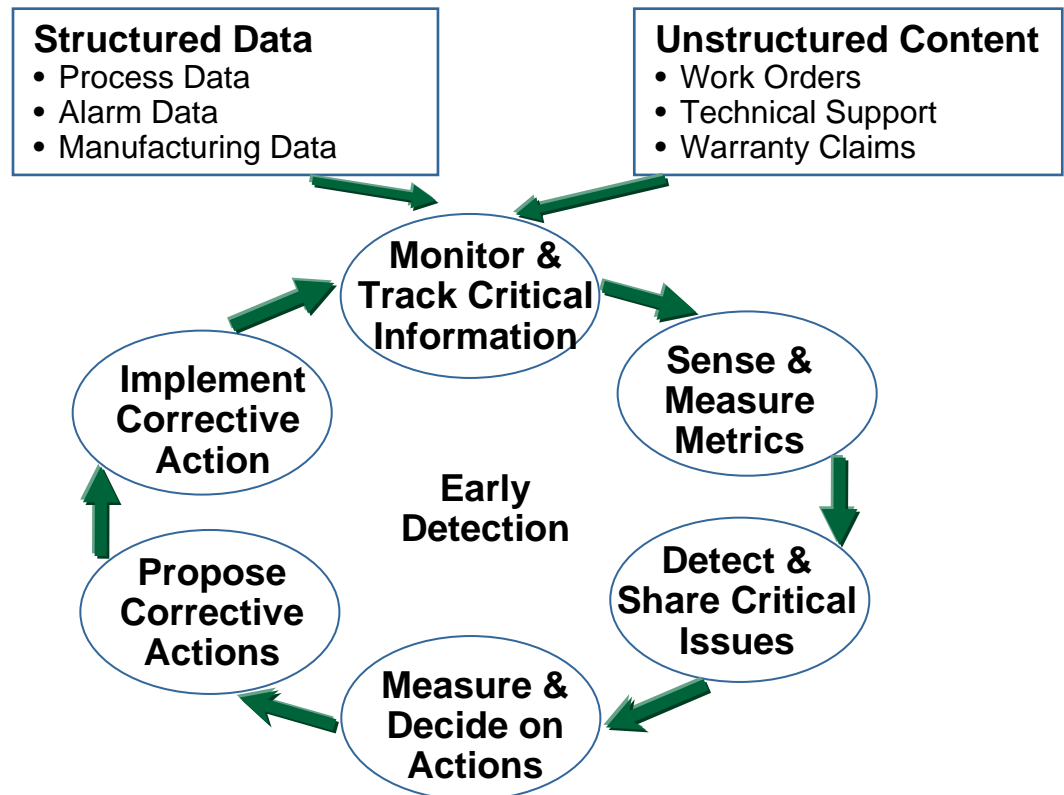 Structured Data
• Process Data
• Alarm Data
• Manufacturing Data
Unstructured Content
• Work Orders
• Technical Support
• Warranty Claims
Monitor &
Track Critical
Information
Sense &
Measure
Metrics
Detect &
Share Critical
Issues
Measure &
Decide on
Actions
Propose
Corrective
Actions
Implement
Corrective
Action
Early
Detection